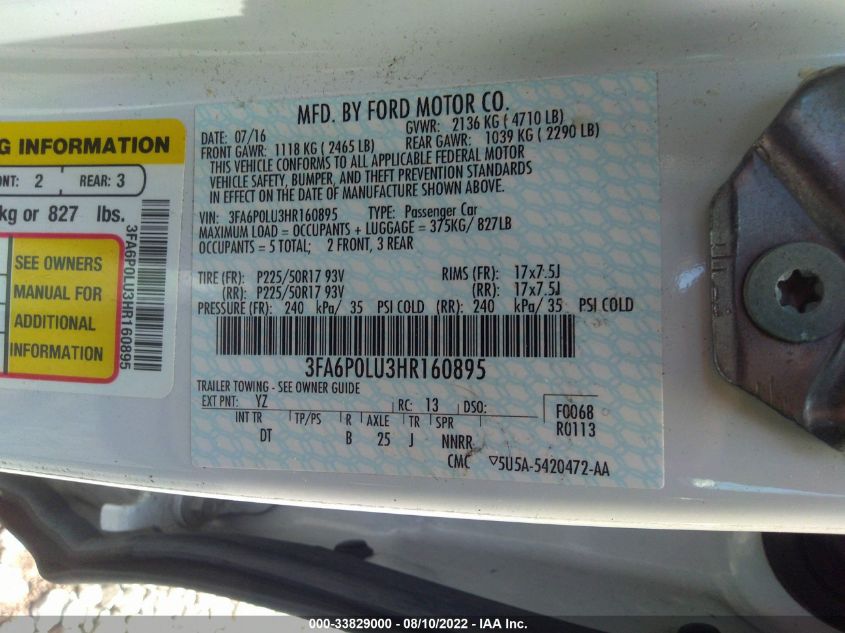 G INFORMATION
NT: 2 REAR: 3
kg or 827 lbs.
SEE OWNERS
MANUAL FOR
ADDITIONAL
INFORMATION
3FA6P0LU3HR160895
MFD. BY FORD MOTOR CO.
DATE: 07/16 GVWR: 2136 KG ( 4710 LB)
FRONT GAWR: 1118 KG ( 2465 LB) REAR GAWR: 1039 KG ( 2290 LB)
THIS VEHICLE CONFORMS TO ALL APPLICABLE FEDERAL MOTOR
VEHICLE SAFETY, BUMPER, AND THEFT PREVENTION STANDARDS
IN EFFECT ON THE DATE OF MANUFACTURE SHOWN ABOVE.
VIN: 3FA6P0LU3HR160895 TYPE: Passenger Car
MAXIMUM LOAD = OCCUPANTS + LUGGAGE = 375KG/ 827LB
OCCUPANTS = 5 TOTAL; 2 FRONT, 3 REAR
TIRE (FR): P225/50R17 93V RIMS (FR): 17x7.5J
(RR): P225/50R17 93V (RR): 17x7.5J
PRESSURE (FR): 240 kPa/ 35 PSI COLD (RR): 240 kPa/ 35 PSI COLD
3FA6P0LU3HR160895
TRAILER TOWING - SEE OWNER GUIDE
EXT PNT: YZ RC: 13 DSO: F0068
INT TR TP/PS R AXLE TR SPR R0113
DT B 25 J NNRR
CMC ▽5U5A-5420472-AA
000-33829000 - 08/10/2022 - IAA Inc.